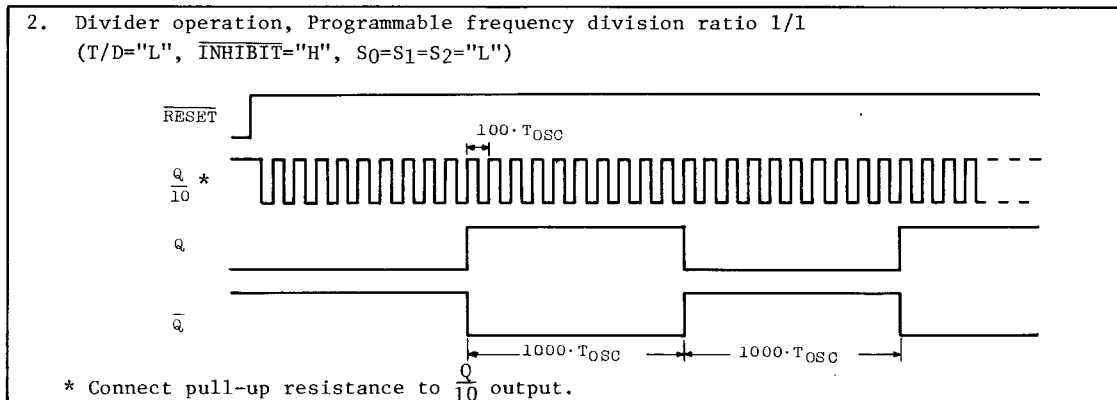 2. Divider operation, Programmable frequency division ratio 1/1
(T/D="L", INHIBIT="H", S0=S1=S2="L")
RESET
100·TOSC
Q
10 *
Q
Q
1000·TOSC 1000·TOSC
* Connect pull-up resistance to Q/10 output.